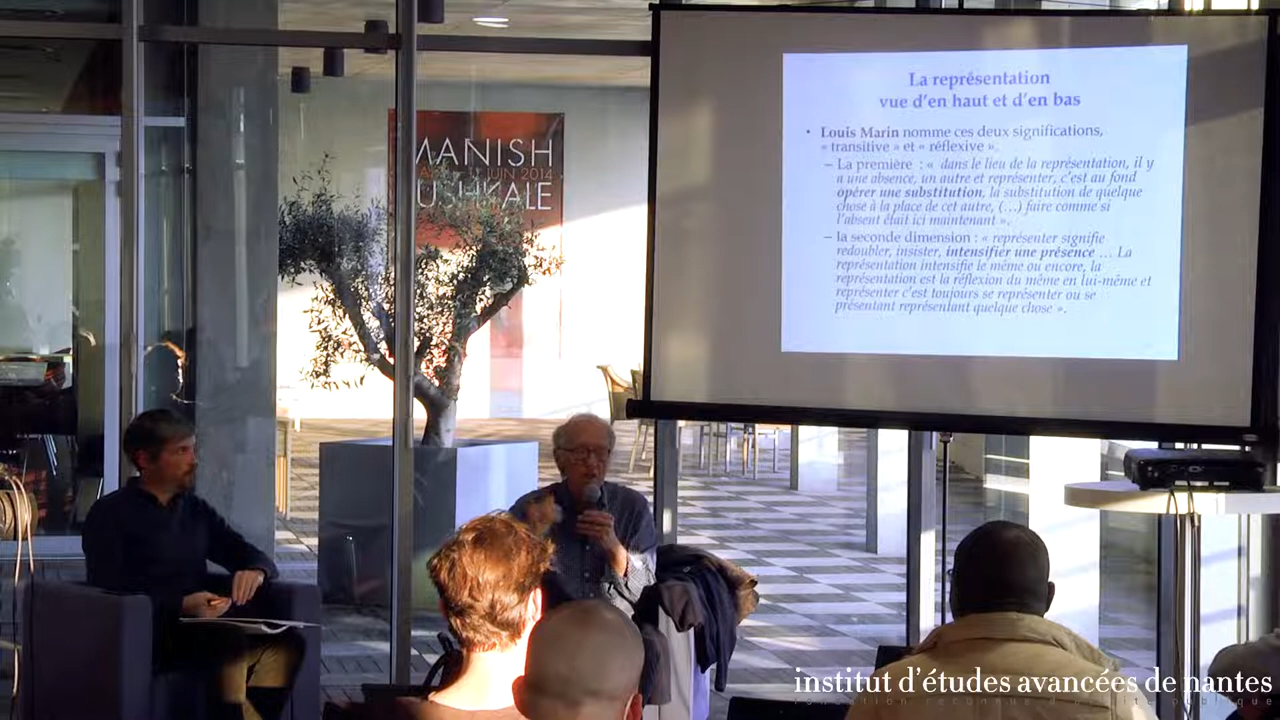 MANISH
JUIN 2014
PUSHKALE
La représentation
vue d'en haut et d'en bas
• Louis Marin nomme ces deux significations,
« transitive » et « réflexive ».
– La première : « dans le lieu de la représentation, il y
a une absence, un autre et représenter, c'est au fond
opérer une substitution, la substitution de quelque
chose à la place de cet autre, (…) faire comme si
l'absent était ici maintenant ».
– la seconde dimension : « représenter signifie
redoubler, insister, intensifier une présence … La
représentation intensifie le même ou encore, la
représentation est la réflexion du même en lui-même et
représenter c'est toujours se représenter ou se
présentant représentant quelque chose ».
institut d'études avancées de nantes
fondation reconnue d'utilité publique